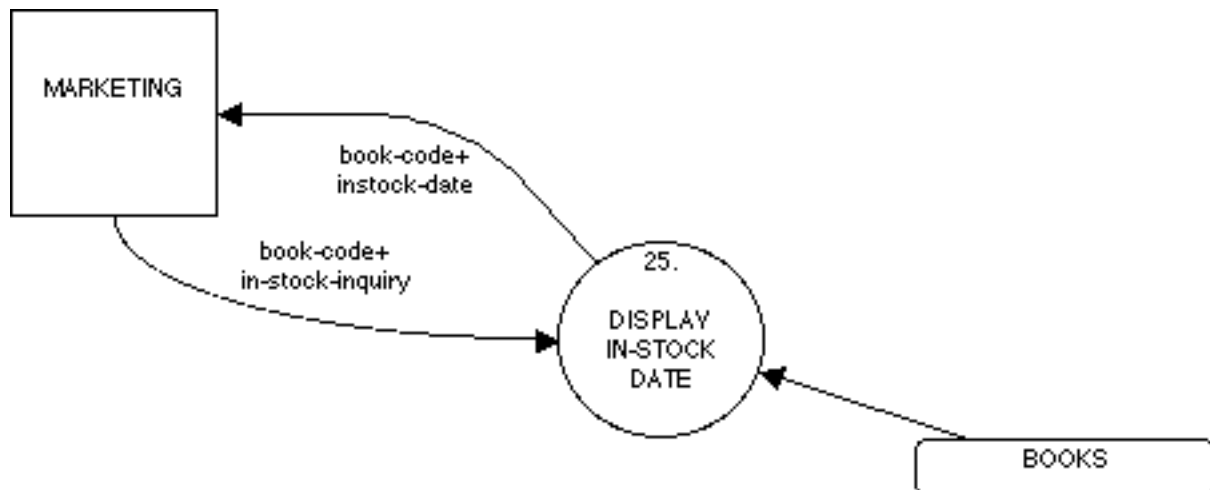 MARKETING
book-code+
instock-date
book-code+
in-stock-inquiry
25.
DISPLAY
IN-STOCK
DATE
BOOKS